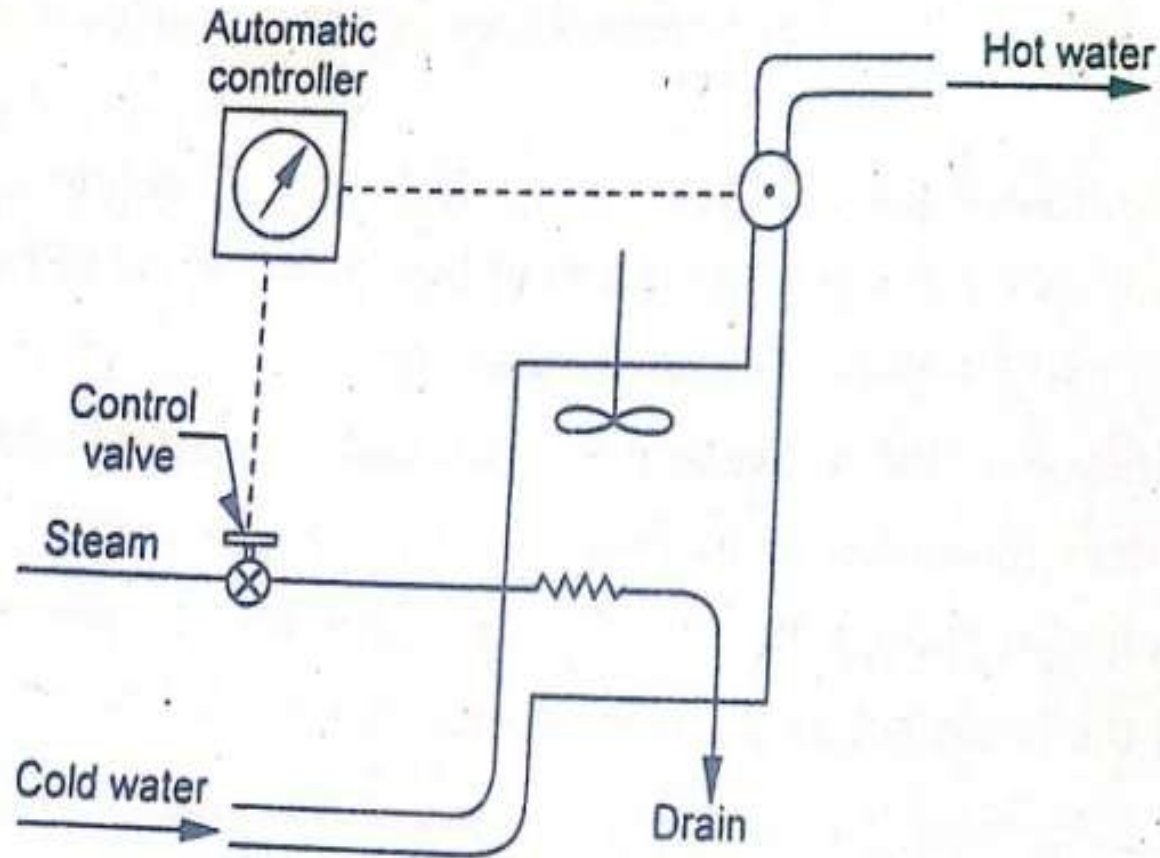 Automatic
controller
Hot water
Control
valve
Steam
Cold water
Drain